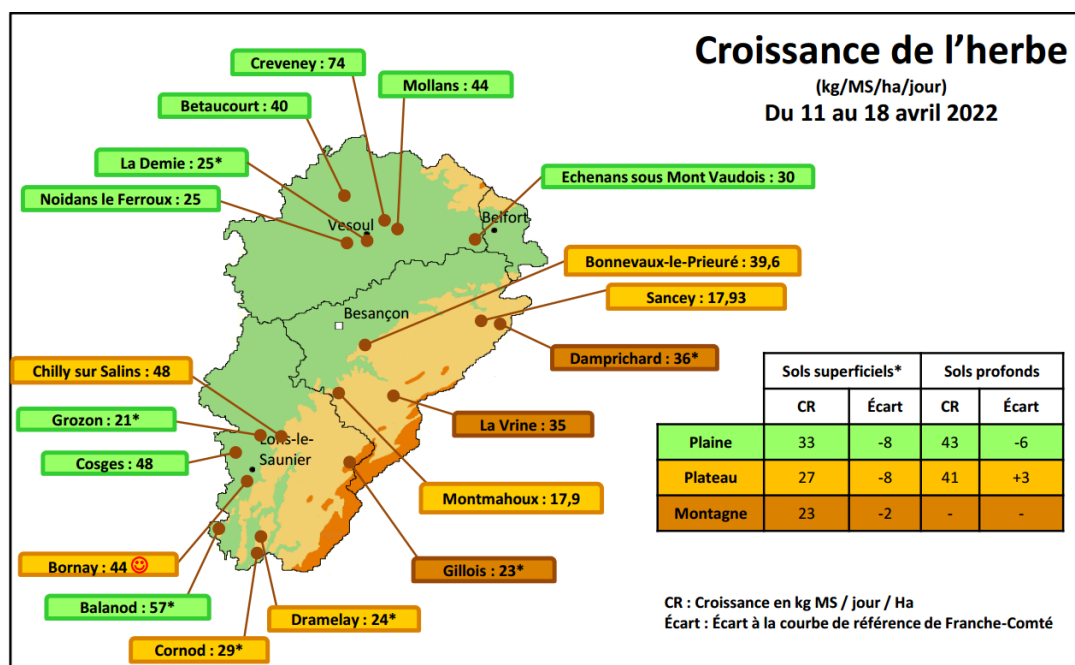 Croissance de l’herbe
(kg/MS/ha/jour)
Du 11 au 18 avril 2022
Creveney : 74
Mollans : 44
Betaucourt : 40
La Demie : 25*
Echenans sous Mont Vaudois : 30
Noidans le Ferroux : 25
Vesoul
Belfort
Bonnevaux-le-Prieuré : 39,6
Sancey : 17,93
Besançon
Damprichard : 36*
Chilly sur Salins : 48
La Vrine : 35
Grozon : 21*
Lons-le-
Saunier
Cosges : 48
Montmahoux : 17,9
Bornay : 44
Gillois : 23*
Balanod : 57*
Dramelay : 24*
Cornod : 29*
Sols superficiels* Sols profonds
CR Écart CR Écart
Plaine 33 -8 43 -6
Plateau 27 -8 41 +3
Montagne 23 -2 - -
CR : Croissance en kg MS / jour / Ha
Écart : Écart à la courbe de référence de Franche-Comté